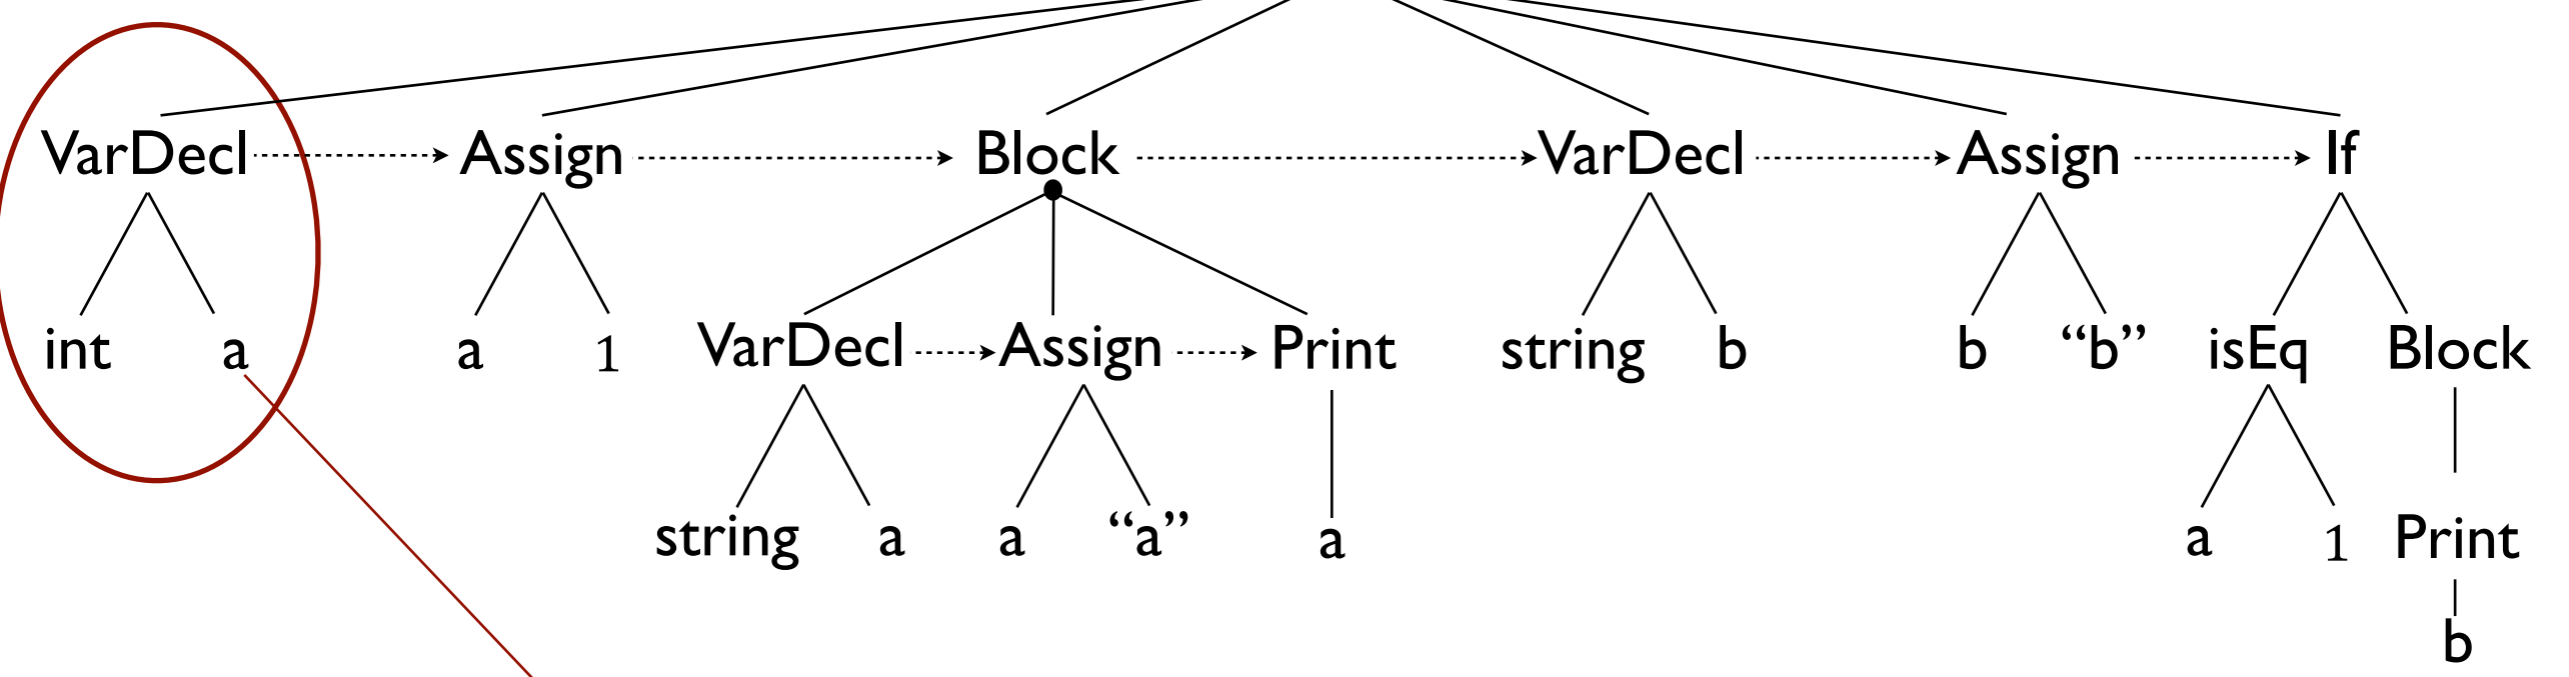 VarDecl Assign Block VarDecl Assign If
int a a 1 VarDecl Assign Print string b b “b” isEq Block
string a a “a” a a 1 Print
b